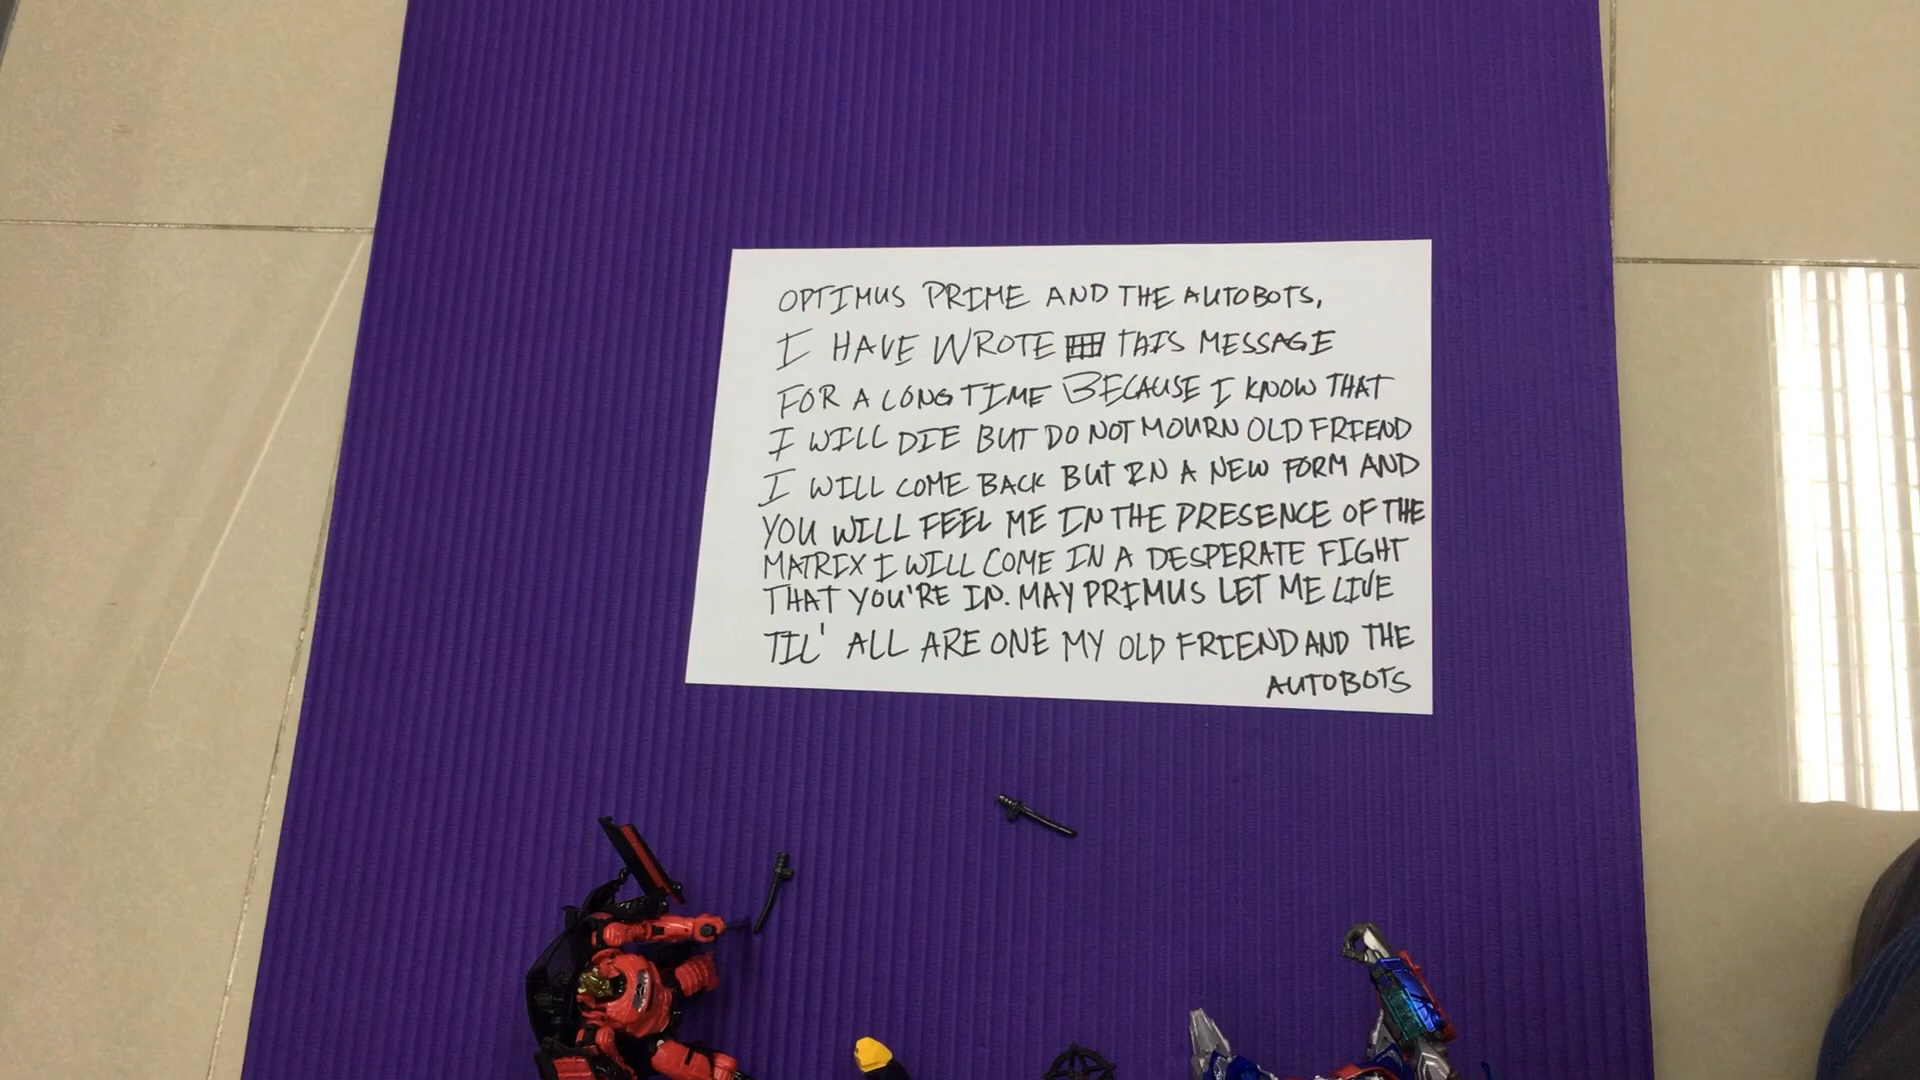 OPTIMUS PRIME AND THE AUTOBOTS,
I HAVE WROTE THIS MESSAGE
FOR A LONG TIME BECAUSE I KNOW THAT
I WILL DIE BUT DO NOT MOURN OLD FRIEND
I WILL COME BACK BUT IN A NEW FORM AND
YOU WILL FEEL ME IN THE PRESENCE OF THE
MATRIX I WILL COME IN A DESPERATE FIGHT
THAT YOU'RE IN. MAY PRIMUS LET ME LIVE
TIL' ALL ARE ONE MY OLD FRIEND AND THE
AUTOBOTS